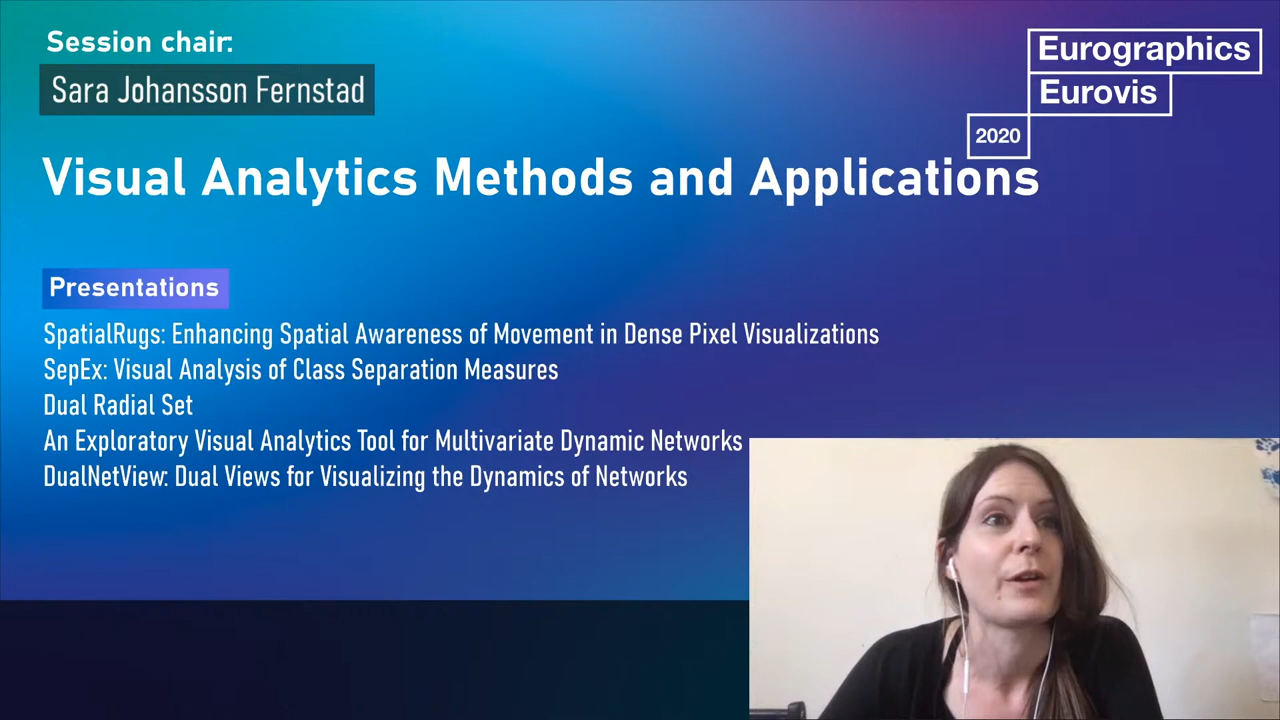 Session chair:
Sara Johansson Fernstad
Eurographics
Eurovis
2020
Visual Analytics Methods and Applications
Presentations
SpatialRugs: Enhancing Spatial Awareness of Movement in Dense Pixel Visualizations
SepEx: Visual Analysis of Class Separation Measures
Dual Radial Set
An Exploratory Visual Analytics Tool for Multivariate Dynamic Networks
DualNetView: Dual Views for Visualizing the Dynamics of Networks